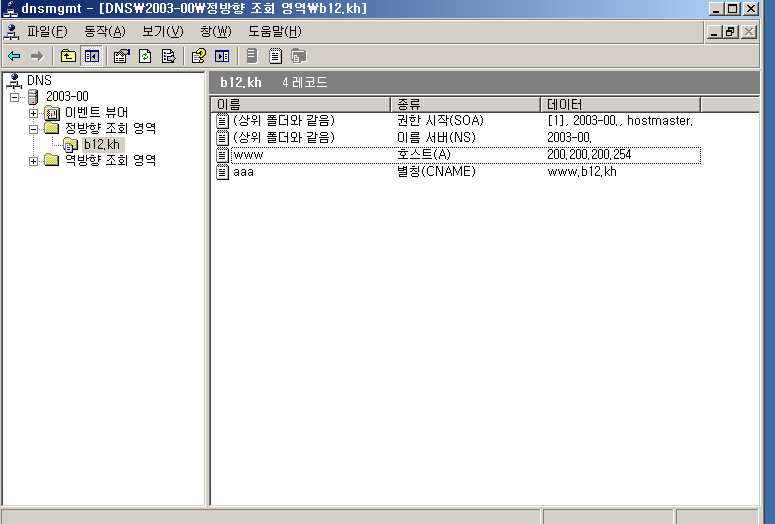 dnsmgmt - [DNS₩2003-00₩정방향 조회 영역₩b12.kh]
파일(F) 동작(A) 보기(V) 창(W) 도움말(H)
DNS
2003-00
이벤트 뷰어
정방향 조회 영역
b12.kh
역방향 조회 영역
b12.kh 4 레코드
이름 종류 데이터
(상위 폴더와 같음) 권한 시작(SOA) [1], 2003-00., hostmaster.
(상위 폴더와 같음) 이름 서버(NS) 2003-00.
www 호스트(A) 200.200.200.254
aaa 별칭(CNAME) www.b12.kh